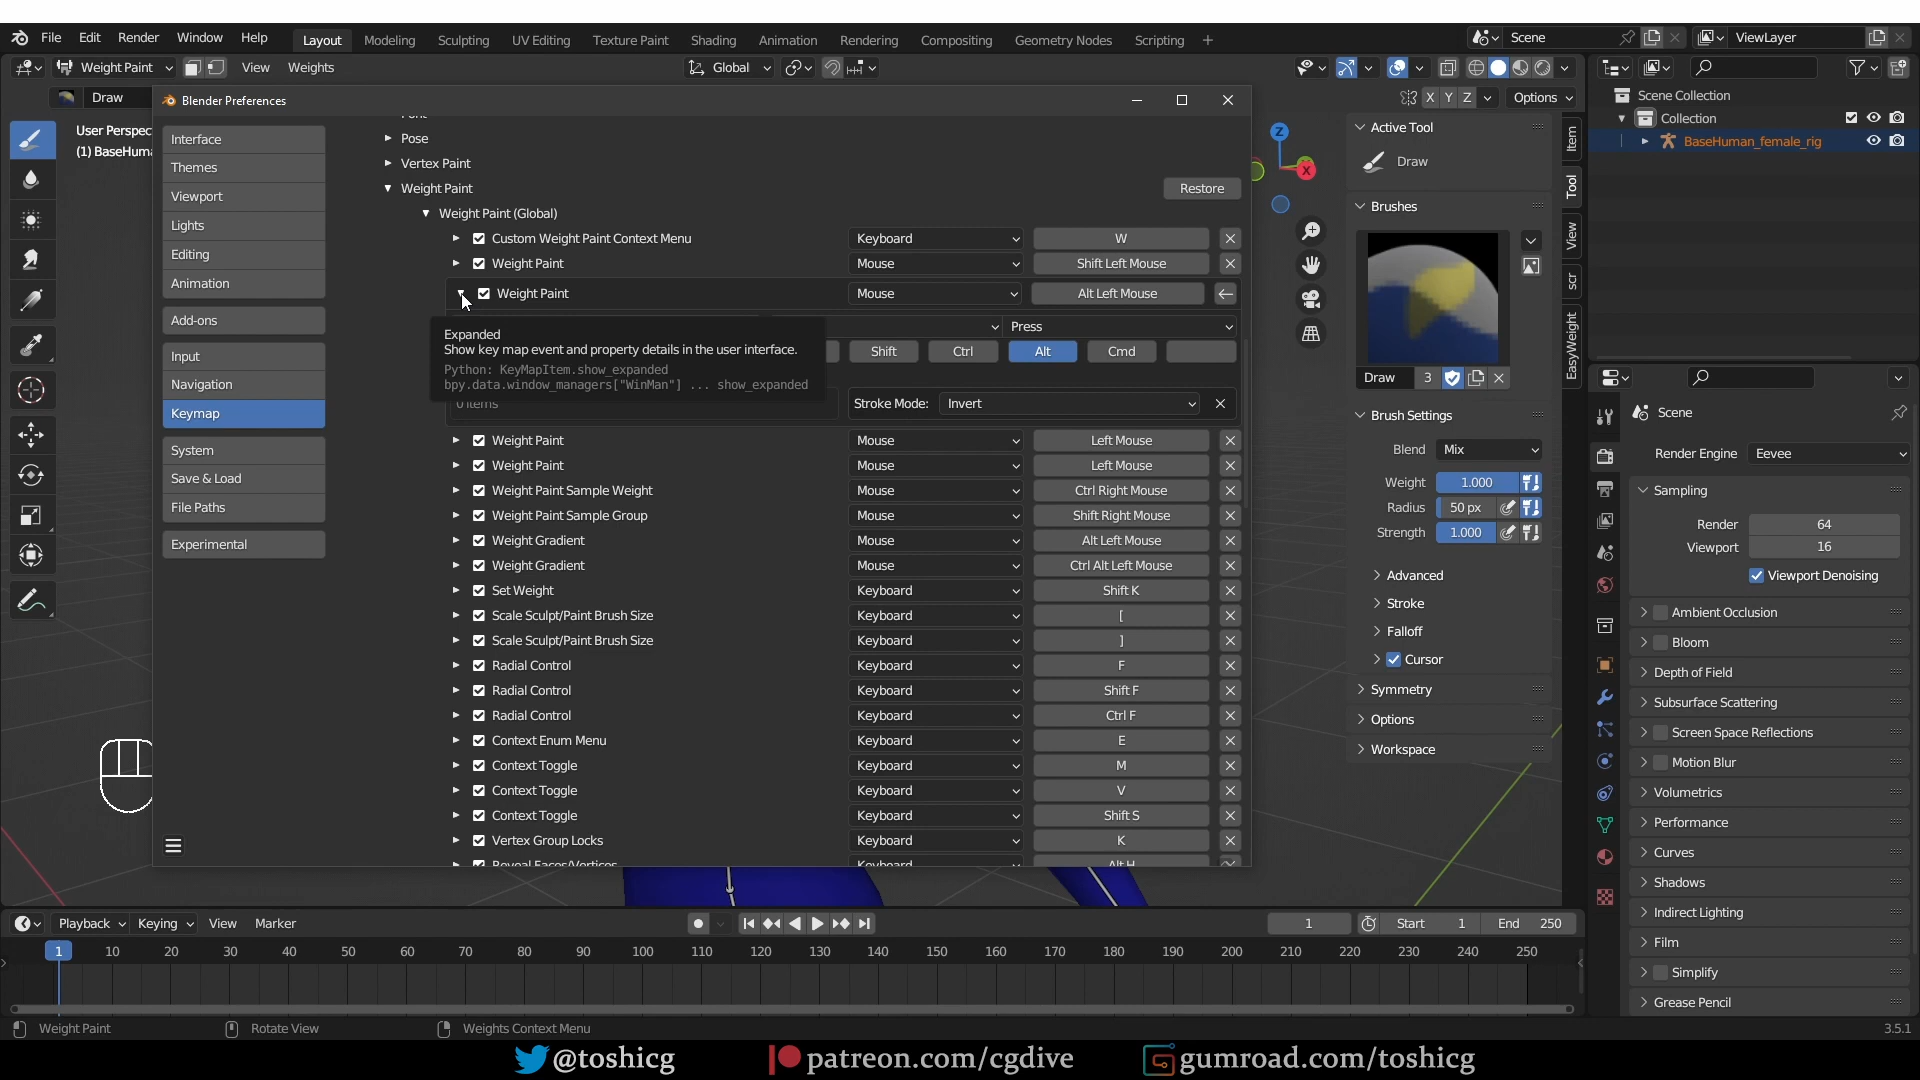 File Edit Render Window Help Layout Modeling Sculpting UV Editing Texture Paint Shading Animation Rendering Compositing Geometry Nodes Scripting + Scene ViewLayer
Weight Paint View Weights Global
Draw X Y Z Options
Blender Preferences
User Perspec
(1) BaseHuma
Interface
Themes
Viewport
Lights
Editing
Animation
Add-ons
Input
Navigation
Keymap
System
Save & Load
File Paths
Experimental
Pose
Vertex Paint
Weight Paint Restore
Weight Paint (Global)
Custom Weight Paint Context Menu Keyboard W
Weight Paint Mouse Shift Left Mouse
Weight Paint Mouse Alt Left Mouse
Press
Shift Ctrl Alt Cmd
Expanded
Show key map event and property details in the user interface.
Python: KeyMapItem.show_expanded
bpy.data.window_managers["WinMan"] ... show_expanded
0 items Stroke Mode: Invert
Weight Paint Mouse Left Mouse
Weight Paint Mouse Left Mouse
Weight Paint Sample Weight Mouse Ctrl Right Mouse
Weight Paint Sample Group Mouse Shift Right Mouse
Weight Gradient Mouse Alt Left Mouse
Weight Gradient Mouse Ctrl Alt Left Mouse
Set Weight Keyboard Shift K
Scale Sculpt/Paint Brush Size Keyboard [
Scale Sculpt/Paint Brush Size Keyboard ]
Radial Control Keyboard F
Radial Control Keyboard Shift F
Radial Control Keyboard Ctrl F
Context Enum Menu Keyboard E
Context Toggle Keyboard M
Context Toggle Keyboard V
Context Toggle Keyboard Shift S
Vertex Group Locks Keyboard K
Reveal Faces/Vertices Keyboard Alt H
Z
X
Active Tool
Draw
Brushes
Draw 3
Brush Settings
Blend Mix
Weight 1.000
Radius 50 px
Strength 1.000
Advanced
Stroke
Falloff
Cursor
Symmetry
Options
Workspace
Item
Tool
View
scr
EasyWeight
Scene Collection
Collection
BaseHuman_female_rig
Scene
Render Engine Eevee
Sampling
Render 64
Viewport 16
Viewport Denoising
Ambient Occlusion
Bloom
Depth of Field
Subsurface Scattering
Screen Space Reflections
Motion Blur
Volumetrics
Performance
Curves
Shadows
Indirect Lighting
Film
Simplify
Grease Pencil
Playback Keying View Marker 1 Start 1 End 250
1 10 20 30 40 50 60 70 80 90 100 110 120 130 140 150 160 170 180 190 200 210 220 230 240 250
Weight Paint Rotate View Weights Context Menu 3.5.1
@toshicg patreon.com/cgdive gumroad.com/toshicg